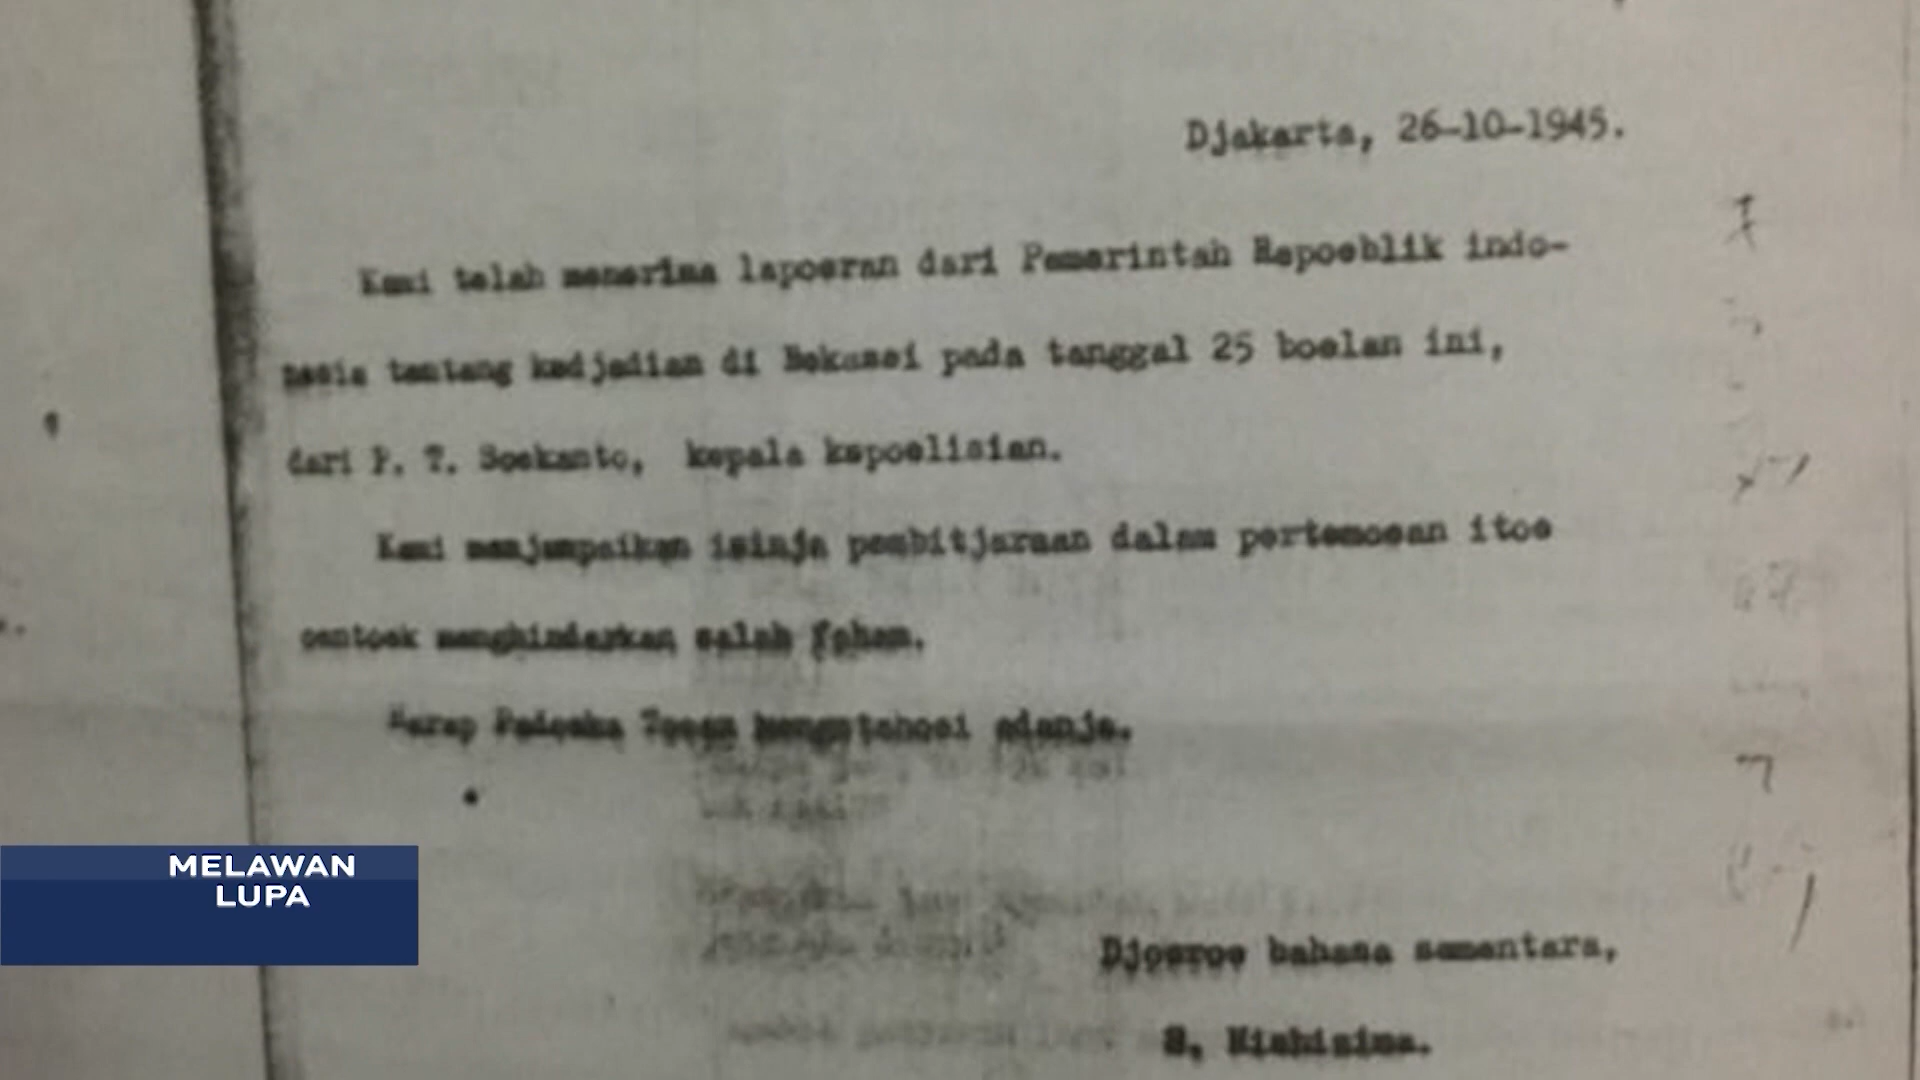 Djakarta, 26-10-1945.
Kami telah menerima lapoeran dari Pemerintah Repoeblik indo-
nesia tentang kedjadian di Bekassi pada tanggal 25 boelan ini,
dari P. T. Soekanto, kepala kepoelisian.
Kami menjampaikan isinja pembitjaraan dalam pertemoean itoe
oentoek menghindarkan salah faham.
Harap Padoeka Toean mengetahoei adanja.
Djoeroe bahasa sementara,
S. Nishizima.
MELAWAN
LUPA